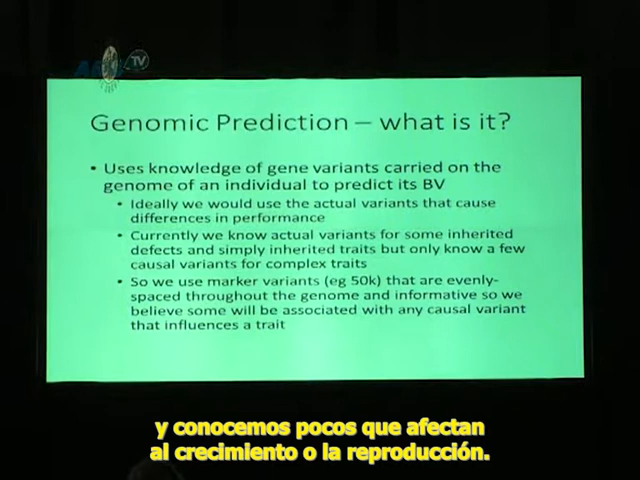 TV
Genomic Prediction – what is it?
• Uses knowledge of gene variants carried on the
genome of an individual to predict its BV
• Ideally we would use the actual variants that cause
differences in performance
• Currently we know actual variants for some inherited
defects and simply inherited traits but only know a few
causal variants for complex traits
• So we use marker variants (eg 50k) that are evenly-
spaced throughout the genome and informative so we
believe some will be associated with any causal variant
that influences a trait
y conocemos pocos que afectan
al crecimiento o la reproducción.